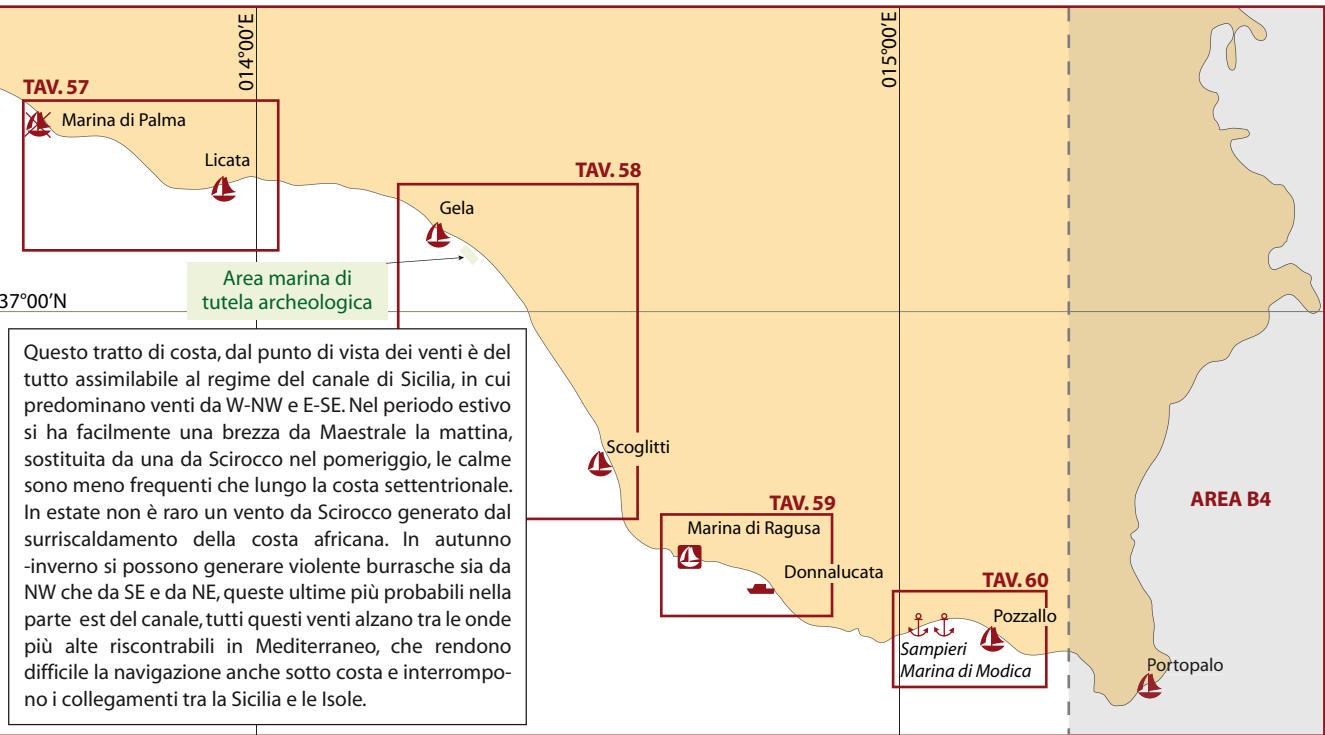 014°00'E
015°00'E
TAV. 57
Marina di Palma
Licata
TAV. 58
Gela
Area marina di
tutela archeologica
37°00'N
Questo tratto di costa, dal punto di vista dei venti è del
tutto assimilabile al regime del canale di Sicilia, in cui
predominano venti da W-NW e E-SE. Nel periodo estivo
si ha facilmente una brezza da Maestrale la mattina,
sostituita da una da Scirocco nel pomeriggio, le calme
sono meno frequenti che lungo la costa settentrionale.
In estate non è raro un vento da Scirocco generato dal
surriscaldamento della costa africana. In autunno
-inverno si possono generare violente burrasche sia da
NW che da SE e da NE, queste ultime più probabili nella
parte est del canale, tutti questi venti alzano tra le onde
più alte riscontrabili in Mediterraneo, che rendono
difficile la navigazione anche sotto costa e interrompo-
no i collegamenti tra la Sicilia e le Isole.
Scoglitti
AREA B4
TAV. 59
Marina di Ragusa
Donnalucata
TAV. 60
Pozzallo
Sampieri
Marina di Modica
Portopalo